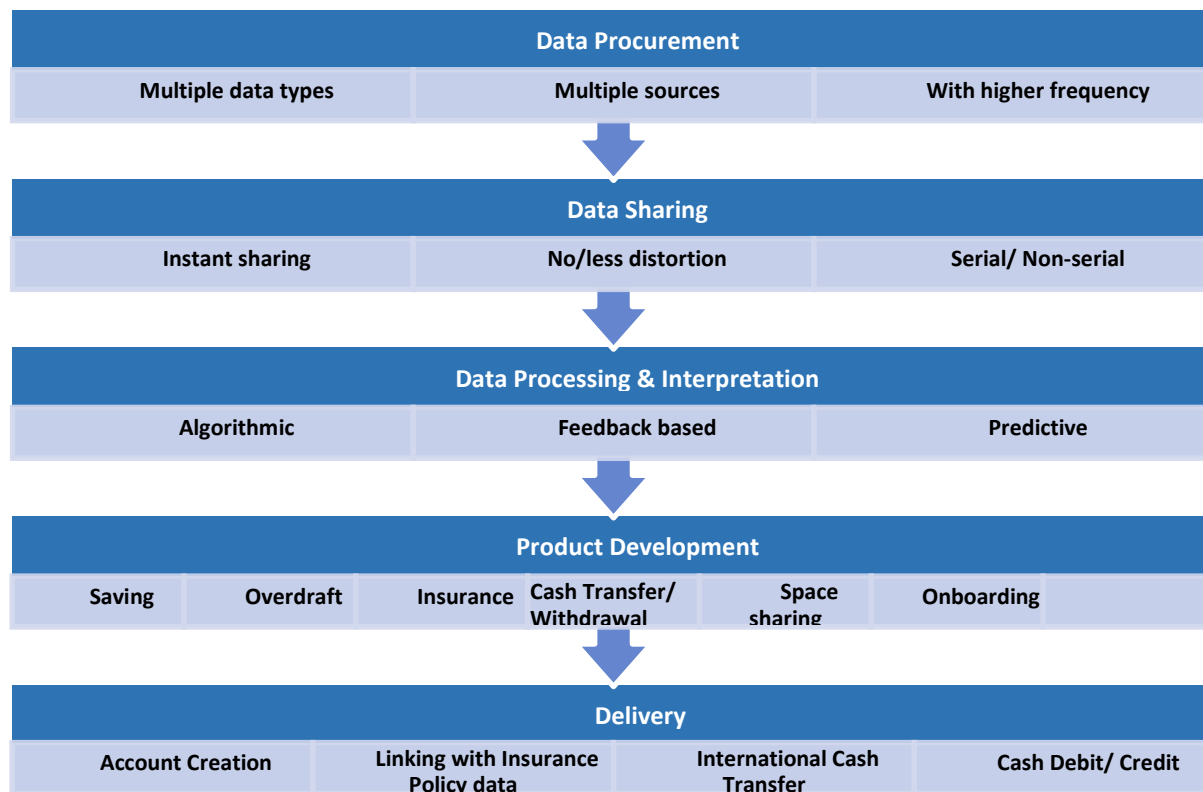 Data Procurement
Multiple data types
Multiple sources
With higher frequency
Data Sharing
Instant sharing
No/less distortion
Serial/ Non-serial
Data Processing & Interpretation
Algorithmic
Feedback based
Predictive
Product Development
Saving
Overdraft
Insurance
Cash Transfer/
Withdrawal
Space
sharing
Onboarding
Delivery
Account Creation
Linking with Insurance
Policy data
International Cash
Transfer
Cash Debit/ Credit